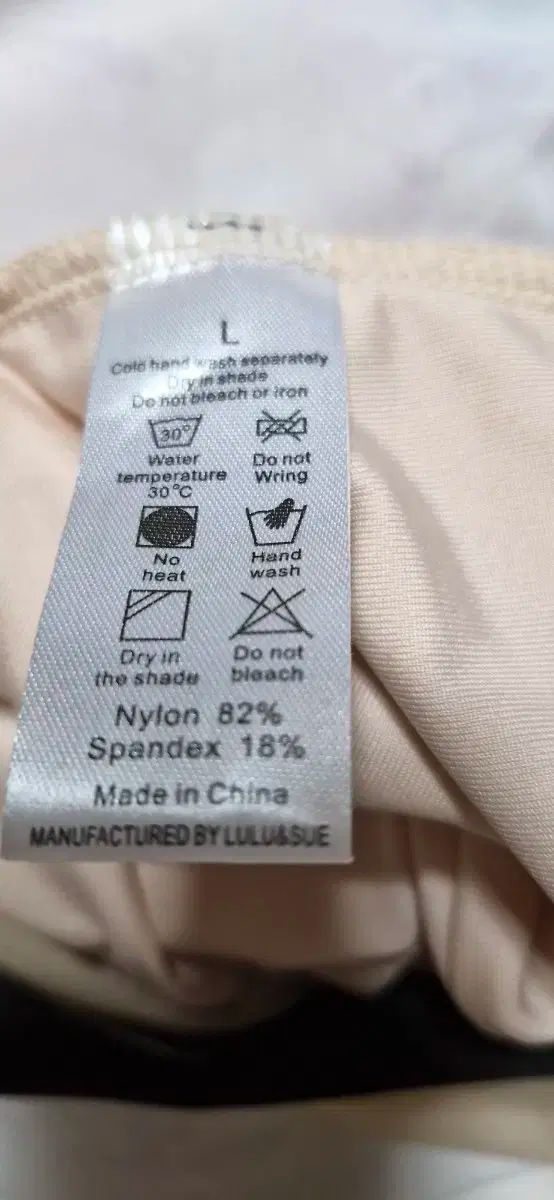 L
Cold hand wash separately
Dry in shade
Do not bleach or iron
30°
Water temperature 30°C
Do not Wring
No heat
Hand wash
Dry in the shade
Do not bleach
Nylon 82%
Spandex 18%
Made in China
MANUFACTURED BY LULU&SUE